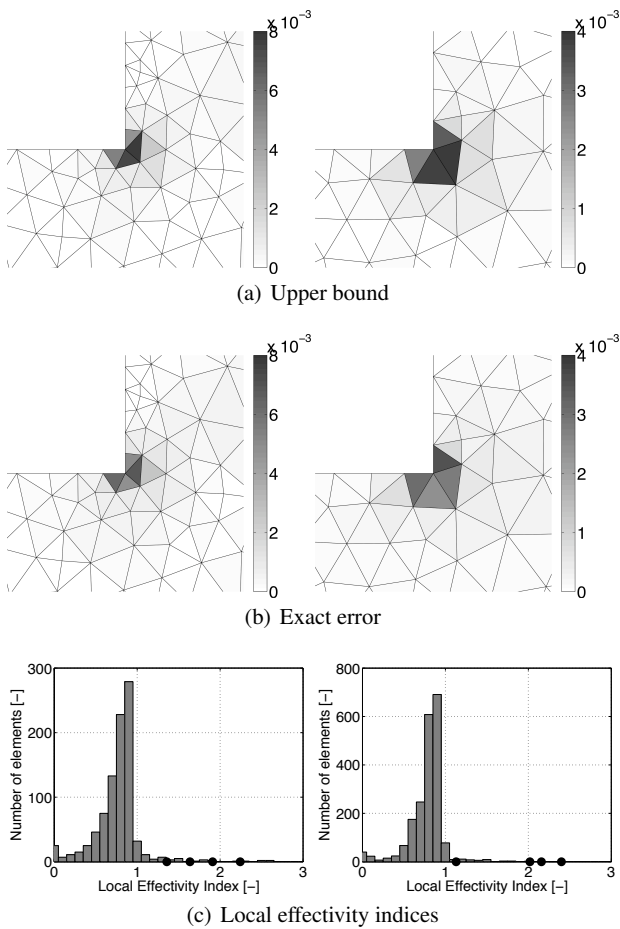 x 10⁻³
8
6
4
2
0
x 10⁻³
4
3
2
1
0
(a) Upper bound
x 10⁻³
8
6
4
2
0
x 10⁻³
4
3
2
1
0
(b) Exact error
Number of elements [−]
300
200
100
0
0 1 2 3
Local Effectivity Index [−]
Number of elements [−]
800
600
400
200
0
0 1 2 3
Local Effectivity Index [−]
(c) Local effectivity indices